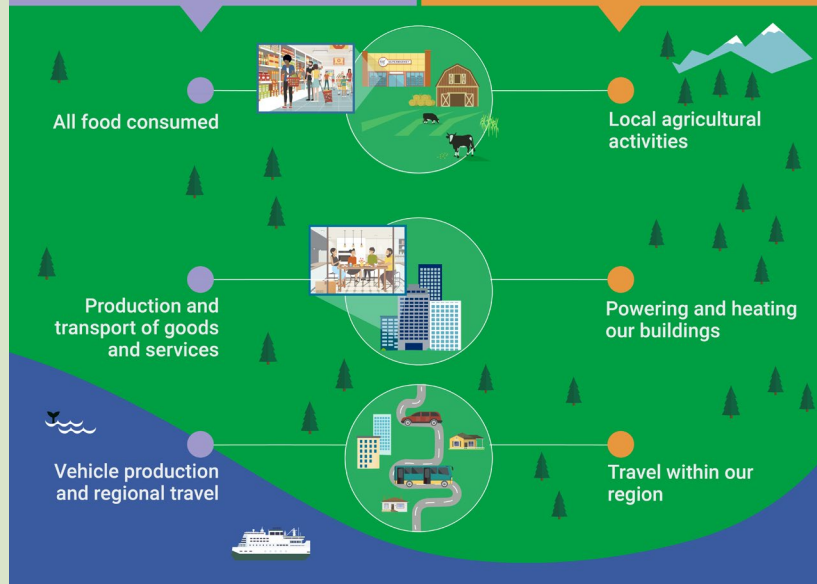 All food consumed
Local agricultural
activities
Production and
transport of goods
and services
Powering and heating
our buildings
Vehicle production
and regional travel
Travel within our
region